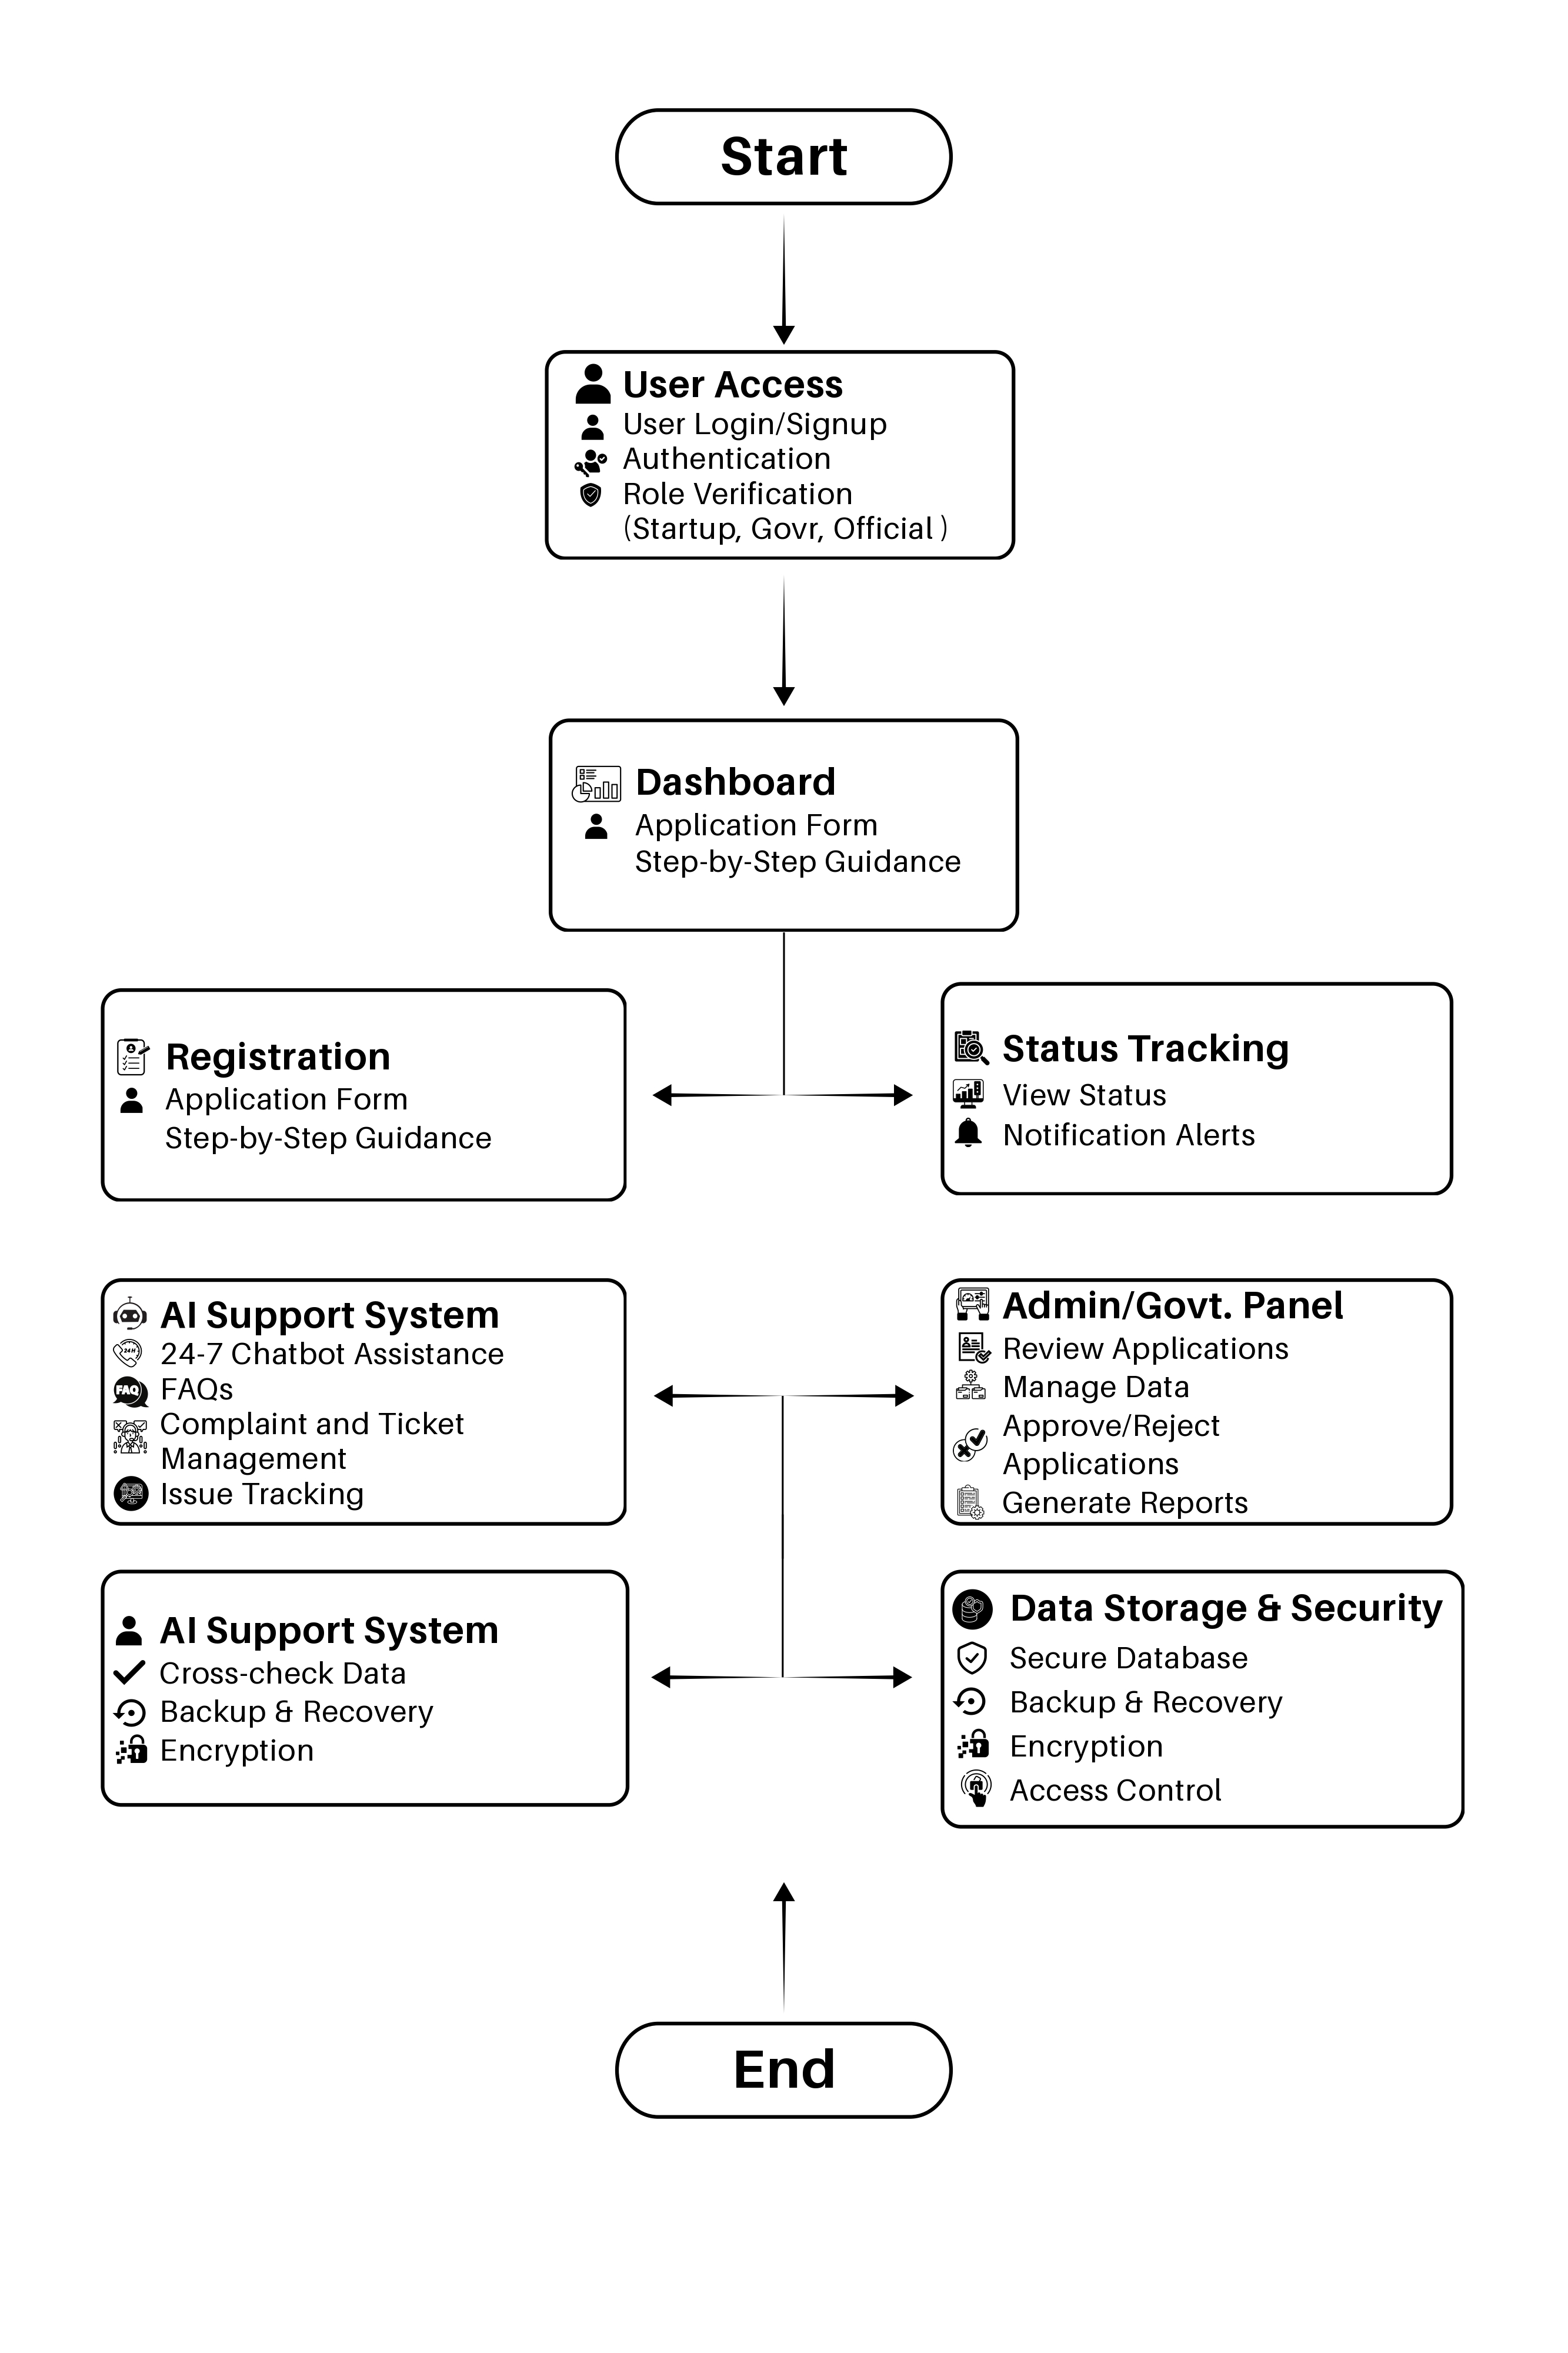 Start
User Access
User Login/Signup
Authentication
Role Verification
(Startup, Govr, Official )
Dashboard
Application Form
Step-by-Step Guidance
Registration
Application Form
Step-by-Step Guidance
Status Tracking
View Status
Notification Alerts
AI Support System
24-7 Chatbot Assistance
FAQ
FAQs
Complaint and Ticket
Management
Issue Tracking
Admin/Govt. Panel
Review Applications
Manage Data
Approve/Reject
Applications
Generate Reports
AI Support System
Cross-check Data
Backup & Recovery
Encryption
Data Storage & Security
Secure Database
Backup & Recovery
Encryption
Access Control
End